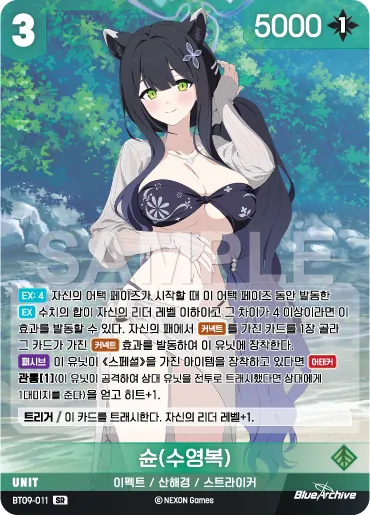 3
5000 1
SAMPLE
EX: 4 자신의 어택 페이즈가 시작할 때 이 어택 페이즈 동안 발동한
EX 수치의 합이 자신의 리더 레벨 이하이고 그 차이가 4 이상이라면 이
효과를 발동할 수 있다. 자신의 패에서 커넥트 를 가진 카드를 1장 골라
그 카드가 가진 커넥트 효과를 발동하여 이 유닛에 장착한다.
패시브 이 유닛이 《스페셜》을 가진 아이템을 장착하고 있다면 어태커
관통[1](이 유닛이 공격하여 상대 유닛을 전투로 트래시했다면 상대에게
1대미지를 준다)을 얻고 히트+1.
트리거 / 이 카드를 트래시한다. 자신의 리더 레벨+1.
슌(수영복)
UNIT
이펙트 / 산해경 / 스트라이커
BT09-011 SR
© NEXON Games
BlueArchive